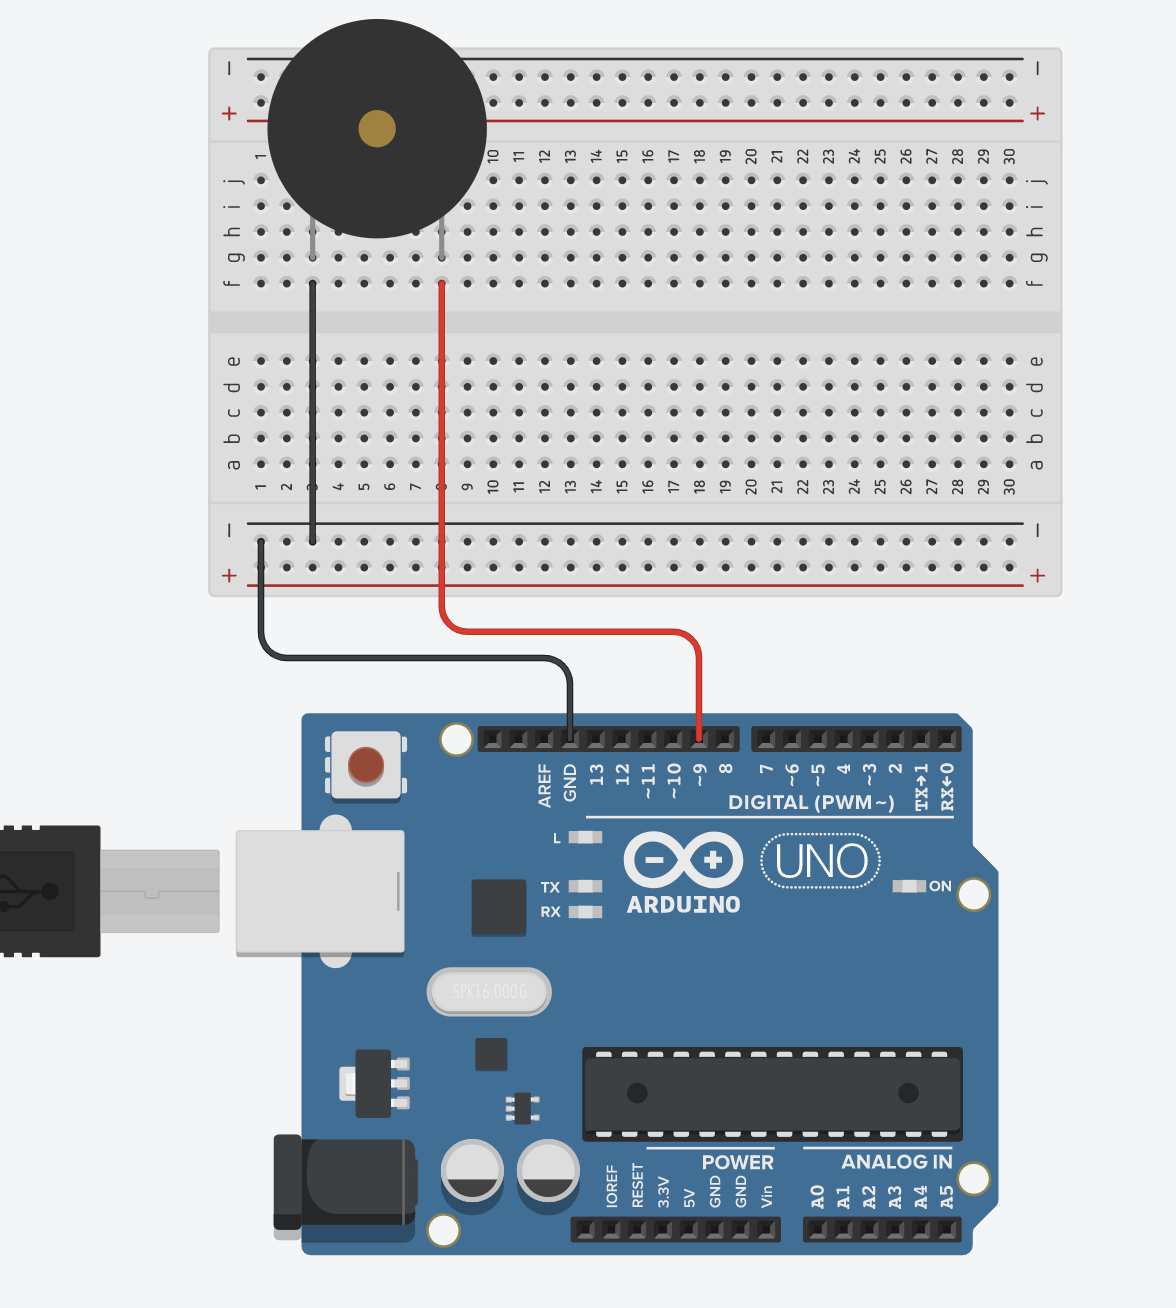 − −
+ +
1 10 11 12 13 14 15 16 17 18 19 20 21 22 23 24 25 26 27 28 29 30
j j
i i
h h
g g
f f
e e
d d
c c
b b
a a
1 2 3 4 5 6 7 8 9 10 11 12 13 14 15 16 17 18 19 20 21 22 23 24 25 26 27 28 29 30
− −
+ +
AREF GND 13 12 ~11 ~10 ~9 8 7 ~6 ~5 4 ~3 2 TX→1 RX←0
DIGITAL (PWM ~)
L
UNO
TX
ON
RX
ARDUINO
SPK16.000G
POWER ANALOG IN
IOREF RESET 3.3V 5V GND GND Vin A0 A1 A2 A3 A4 A5